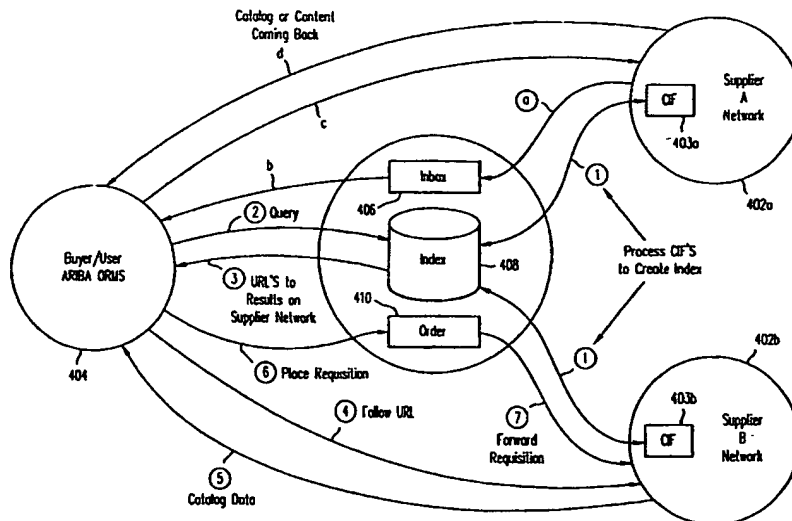 Catalog or Content
Coming Back
d
c
a
Supplier
A
Network
CIF
403a
402a
1
b
Inbox
406
2 Query
Buyer/User
ARIBA ORMS
404
Index
408
Process CIF'S
to Create Index
3 URL'S to
Results on
Supplier Network
410
Order
6 Place Requisition
1
402b
4 Follow URL
7
Forward
Requisition
403b
CIF
Supplier
B
Network
5
Catalog Data